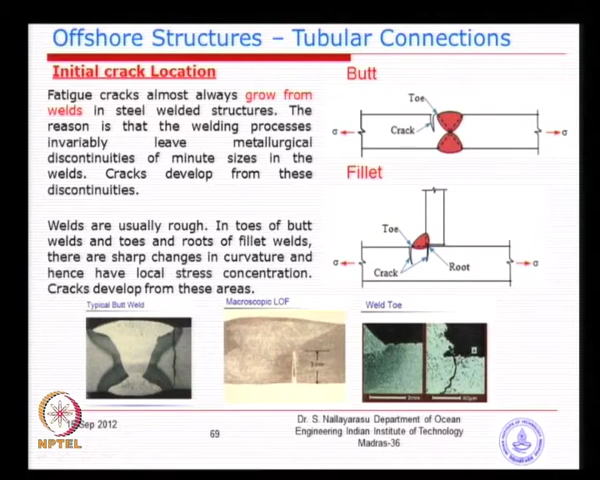 Offshore Structures – Tubular Connections
Initial crack Location
Fatigue cracks almost always grow from
welds in steel welded structures. The
reason is that the welding processes
invariably leave metallurgical
discontinuities of minute sizes in the
welds. Cracks develop from these
discontinuities.
Welds are usually rough. In toes of butt
welds and toes and roots of fillet welds,
there are sharp changes in curvature and
hence have local stress concentration.
Cracks develop from these areas.
Butt
Toe
Crack
σ
σ
Fillet
Toe
Crack
Root
σ
σ
Typical Butt Weld
Macroscopic LOF
Weld Toe
Sep 2012
69
Dr. S. Nallayarasu Department of Ocean
Engineering Indian Institute of Technology
Madras-36
NPTEL